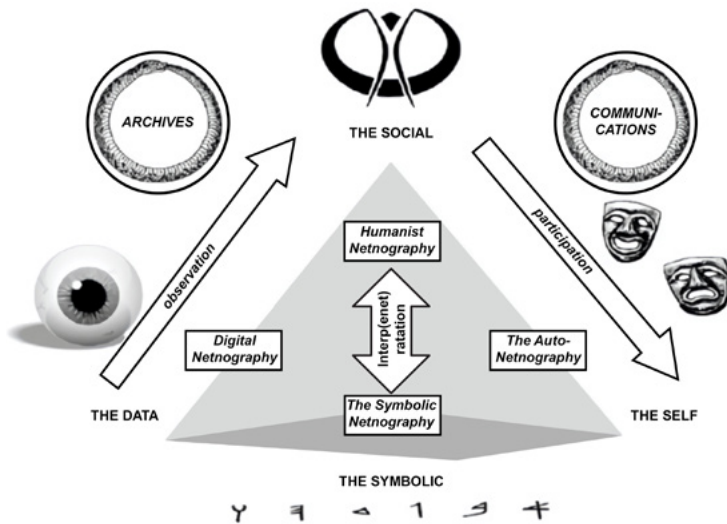 ARCHIVES
COMMUNI-
CATIONS
THE SOCIAL
observation
participation
Humanist
Netnography
Interp(enet)
ratation
Digital
Netnography
The Auto-
Netnography
The Symbolic
Netnography
THE DATA
THE SELF
THE SYMBOLIC